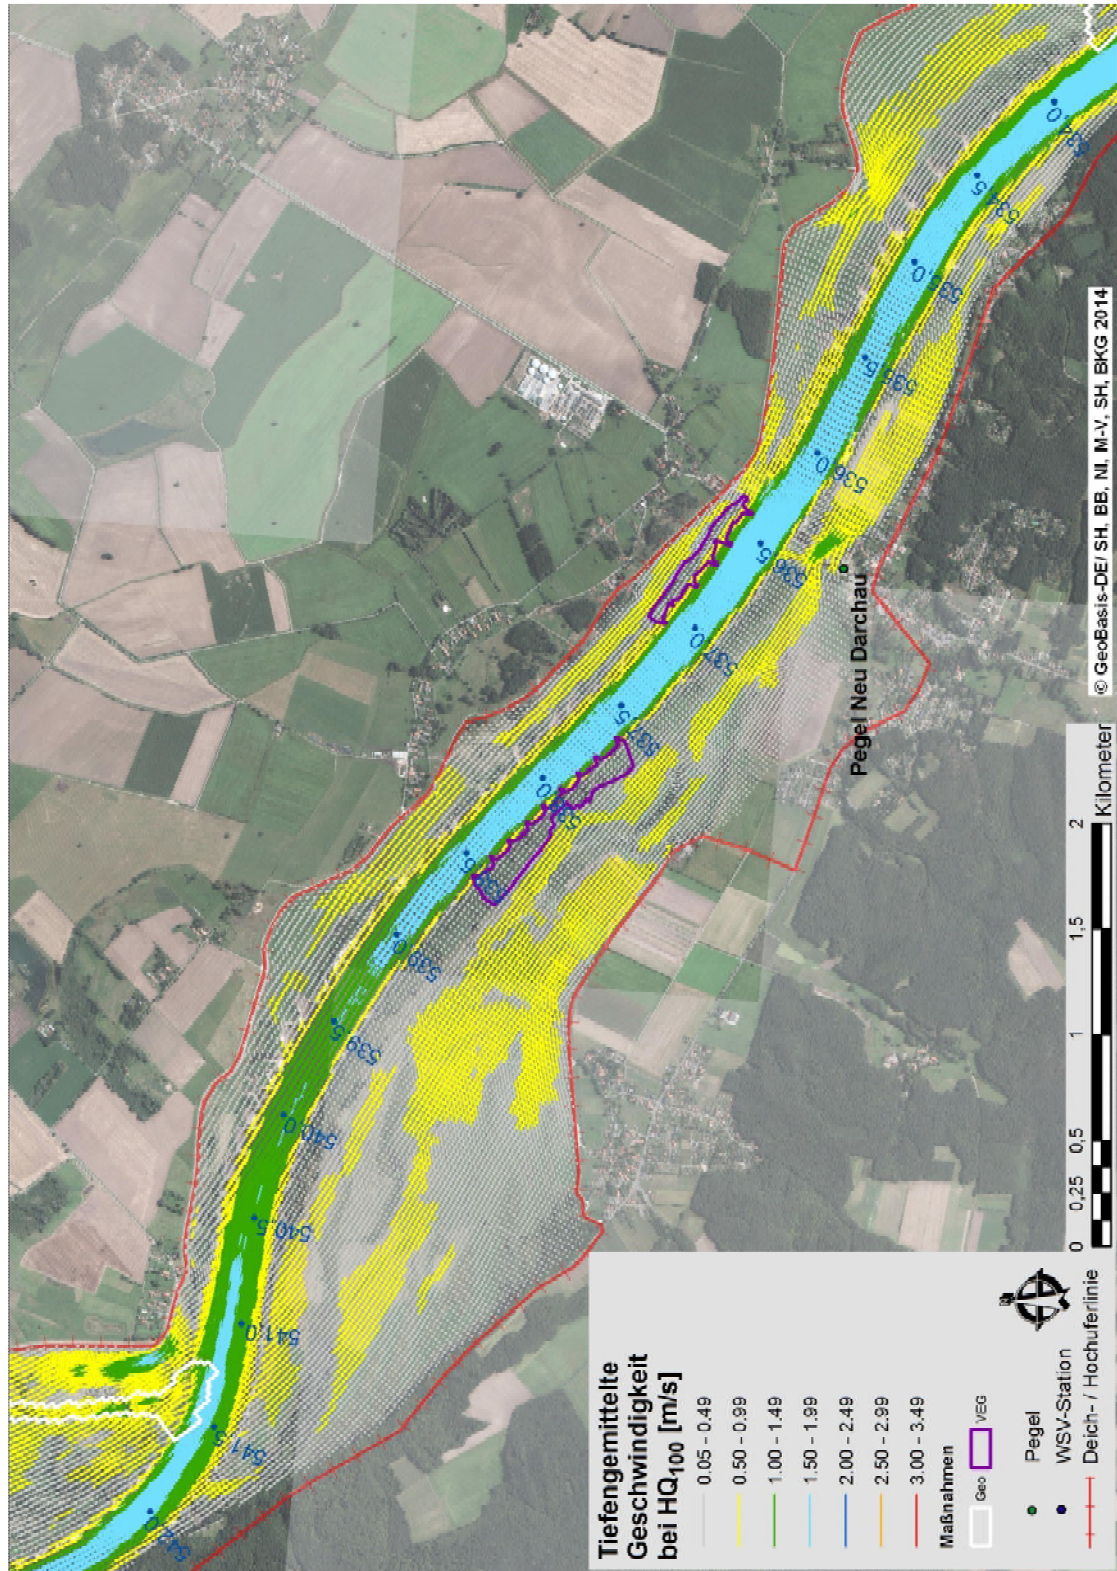 Tiefengemittelte
Geschwindigkeit
bei HQ100 [m/s]
0.05 - 0.49
0.50 - 0.99
1.00 - 1.49
1.50 - 1.99
2.00 - 2.49
2.50 - 2.99
3.00 - 3.49
Maßnahmen
Geo
VEG
Pegel
WSV-Station
Deich- / Hochuferlinie
0
0,25
0,5
1
1,5
2
Kilometer
© GeoBasis-DE/ SH, BB, NI, M-V, SH, BKG 2014
Pegel Neu Darchau
542,0
541,5
541,0
540,5
540,0
539,5
539,0
538,0
537,5
537,0
536,5
536,0
535,5
535,0
534,5
534,0